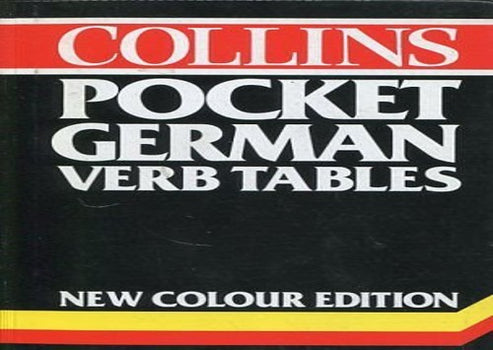 COLLINS
POCKET
GERMAN
VERB TABLES
NEW COLOUR EDITION